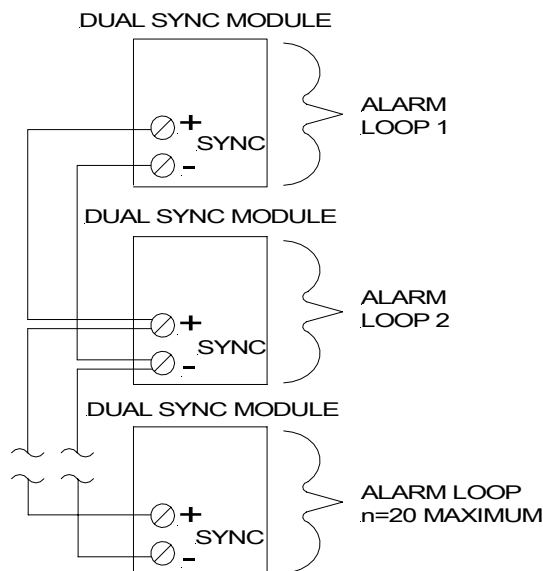 DUAL SYNC MODULE
+
SYNC
-
ALARM
LOOP 1
DUAL SYNC MODULE
+
SYNC
-
ALARM
LOOP 2
DUAL SYNC MODULE
+
SYNC
-
ALARM LOOP
n=20 MAXIMUM